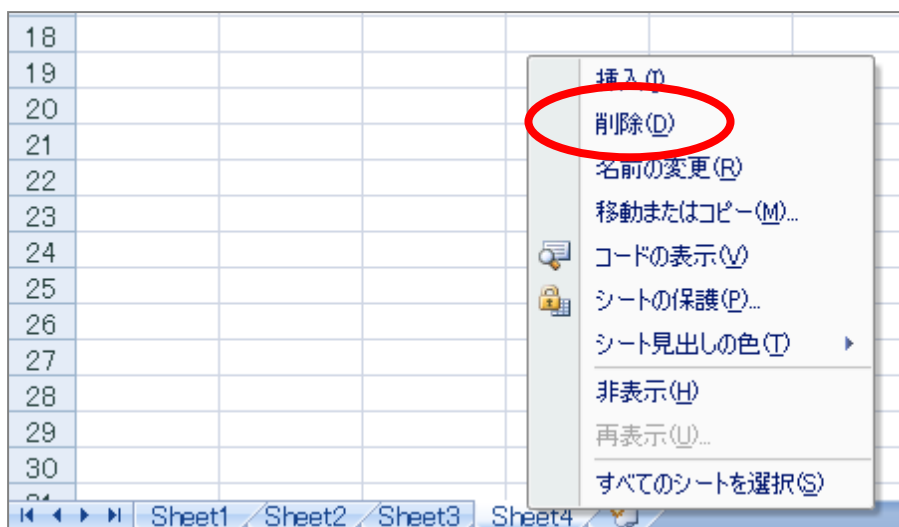 18
19
20
21
22
23
24
25
26
27
28
29
30
挿入(I)...
削除(D)
名前の変更(R)
移動またはコピー(M)...
コードの表示(V)
シートの保護(P)...
シート見出しの色(T)
非表示(H)
再表示(U)...
すべてのシートを選択(S)
Sheet1 Sheet2 Sheet3 Sheet4